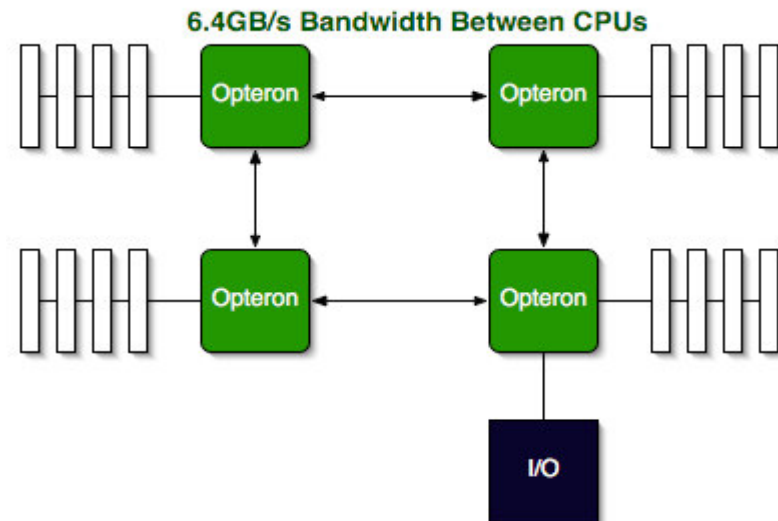 6.4GB/s Bandwidth Between CPUs
Opteron
Opteron
Opteron
Opteron
I/O